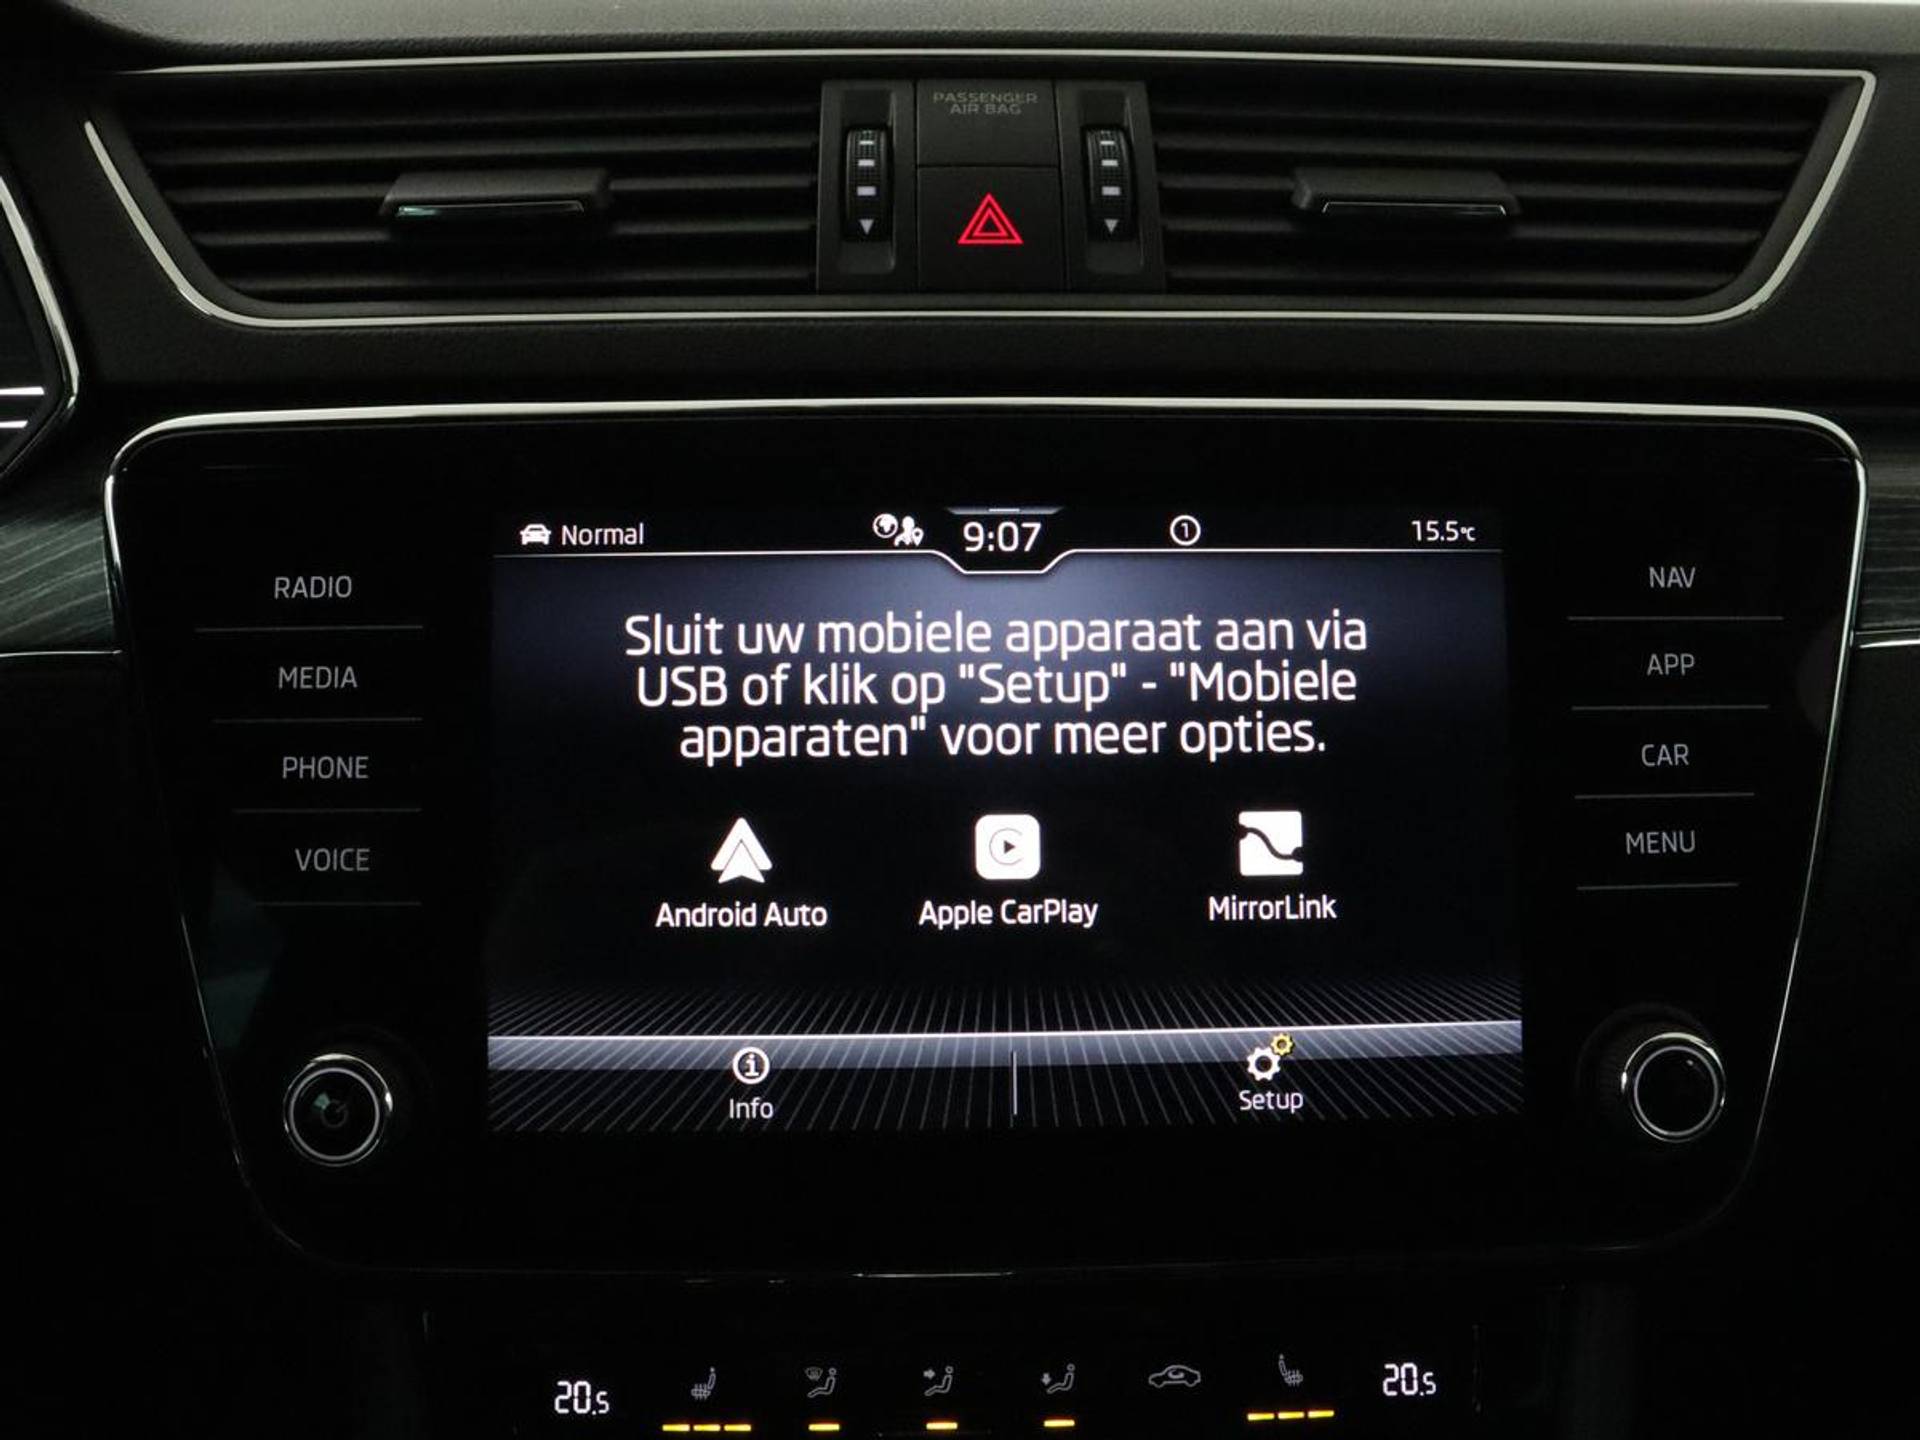 PASSENGER
AIR BAG
Normal
9:07
1
15.5°C
RADIO
MEDIA
PHONE
VOICE
Sluit uw mobiele apparaat aan via
USB of klik op "Setup" - "Mobiele
apparaten" voor meer opties.
Android Auto
Apple CarPlay
MirrorLink
Info
Setup
NAV
APP
CAR
MENU
20.5
20.5